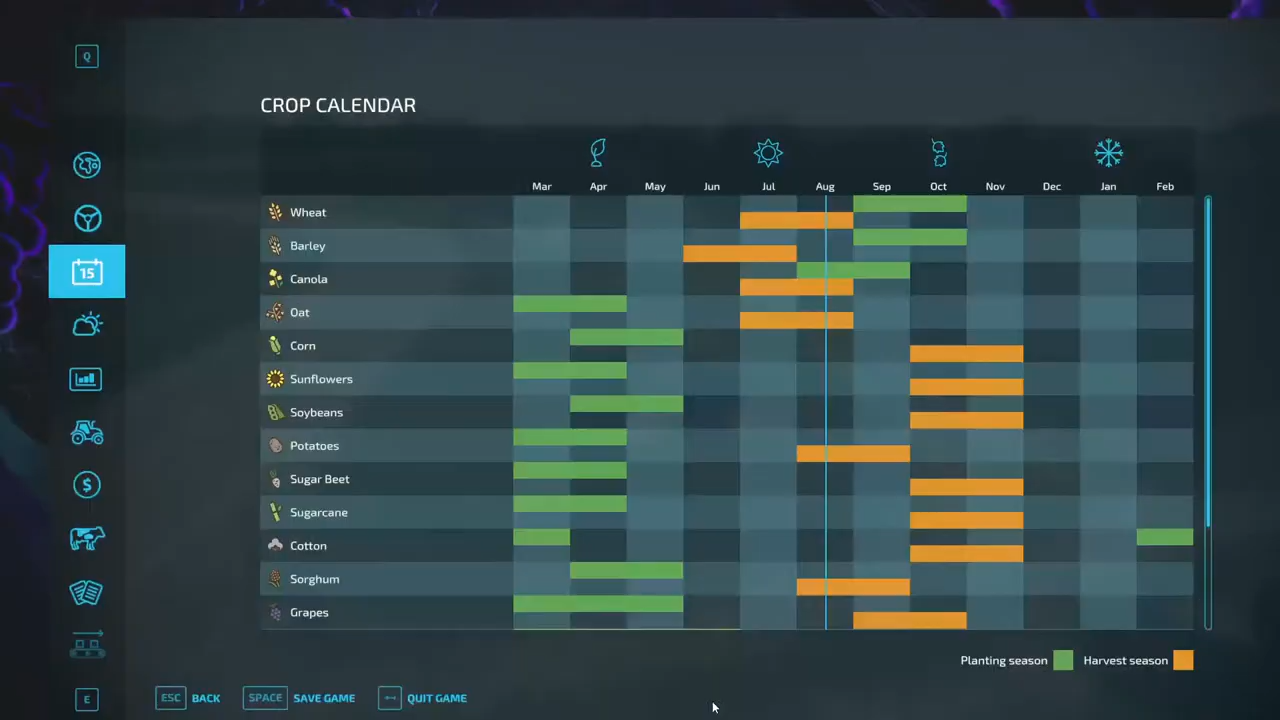 Q
CROP CALENDAR
Mar Apr May Jun Jul Aug Sep Oct Nov Dec Jan Feb
Wheat
Barley
15
Canola
Oat
Corn
Sunflowers
Soybeans
Potatoes
Sugar Beet
$
Sugarcane
Cotton
Sorghum
Grapes
Planting season Harvest season
E
ESC BACK SPACE SAVE GAME QUIT GAME